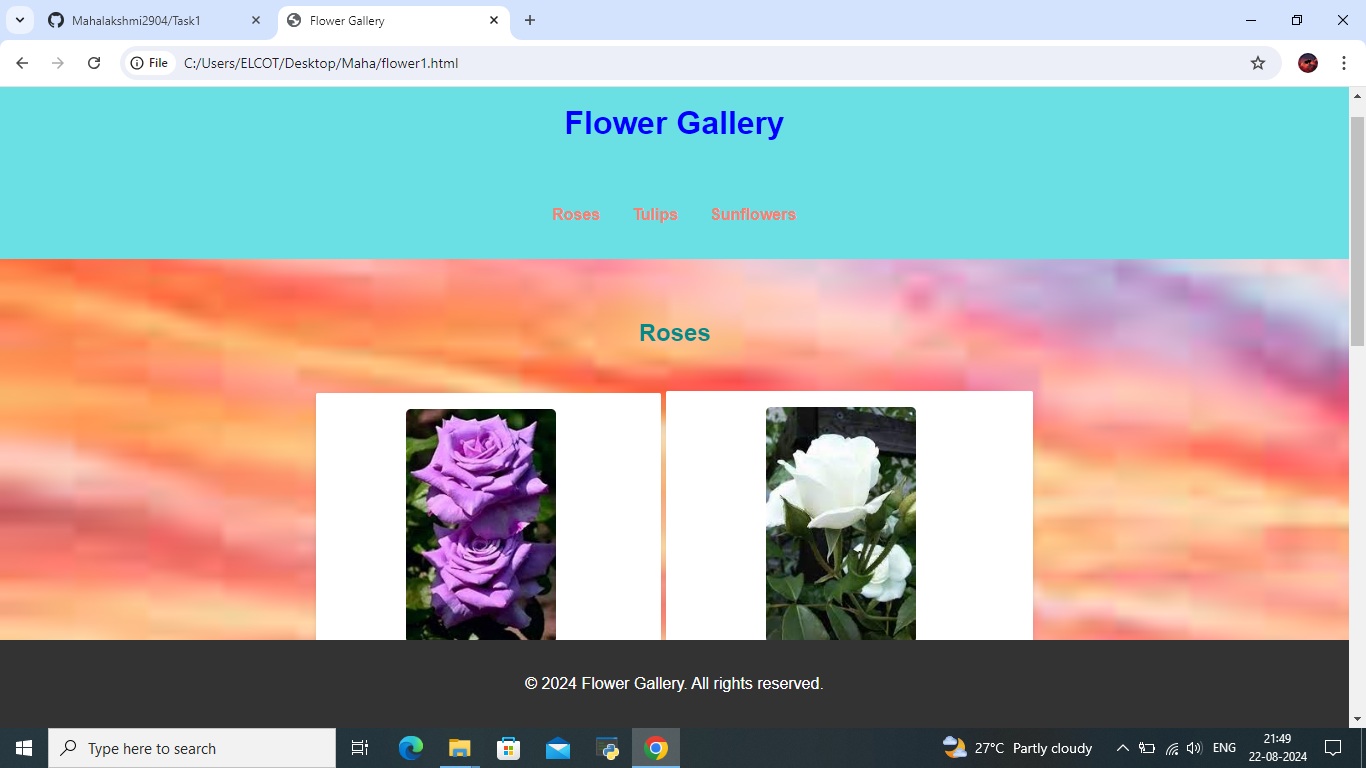 Mahalakshmi2904/Task1
Flower Gallery
File
C:/Users/ELCOT/Desktop/Maha/flower1.html
Flower Gallery
Roses Tulips Sunflowers
Roses
© 2024 Flower Gallery. All rights reserved.
Type here to search
27°C Partly cloudy
ENG
21:49
22-08-2024